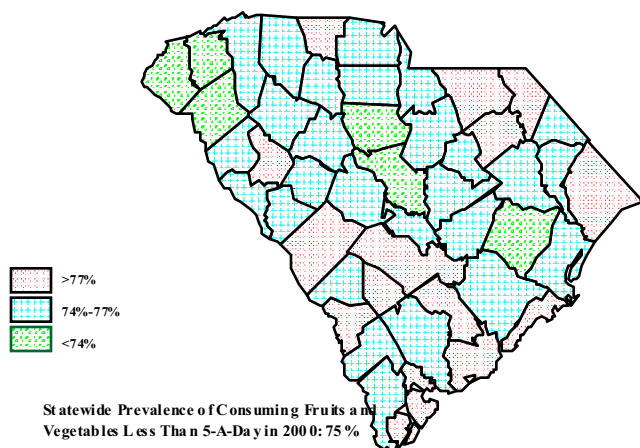 >77%
74%-77%
<74%
Statewide Prevalence of Consuming Fruits and
Vegetables Less Than 5-A-Day in 2000: 75%